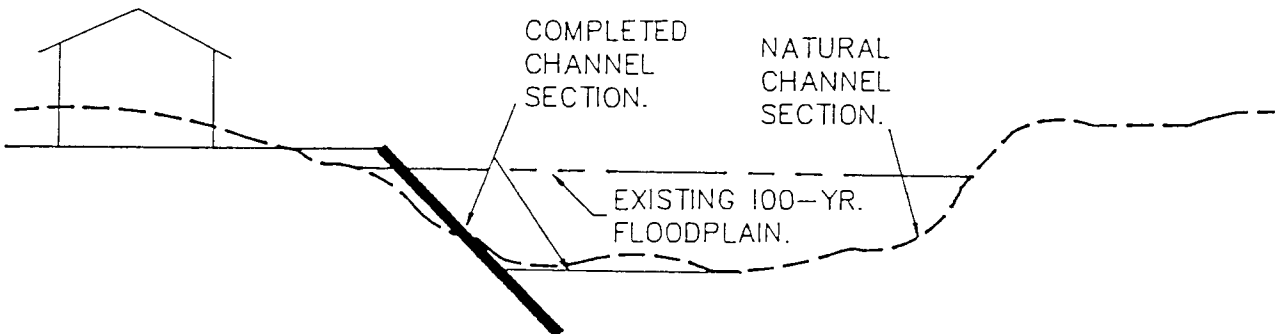 COMPLETED
CHANNEL
SECTION.
NATURAL
CHANNEL
SECTION.
EXISTING 100-YR.
FLOODPLAIN.